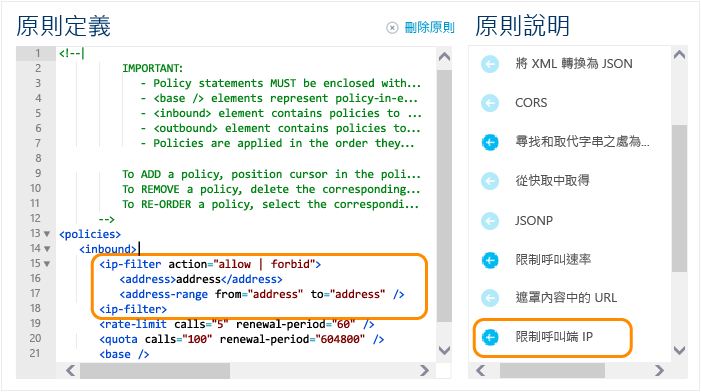 原則定義
刪除原則
1 <!--
2 IMPORTANT:
3 - Policy statements MUST be enclosed with...
4 - <base /> elements represent policy-in-e...
5 - <inbound> element contains policies to ...
6 - <outbound> element contains policies to...
7 - Policies are applied in the order they...
8
9 To ADD a policy, position cursor in the poli...
10 To REMOVE a policy, delete the corresponding...
11 To RE-ORDER a policy, select the correspondi...
12 -->
13 <policies>
14 <inbound>
15 <ip-filter action="allow | forbid">
16 <address>address</address>
17 <address-range from="address" to="address" />
18 <ip-filter>
19 <rate-limit calls="5" renewal-period="60" />
20 <quota calls="100" renewal-period="604800" />
21 <base />
原則說明
將 XML 轉換為 JSON
CORS
尋找和取代字串之處為...
從快取中取得
JSONP
限制呼叫速率
遮罩內容中的 URL
限制呼叫端 IP